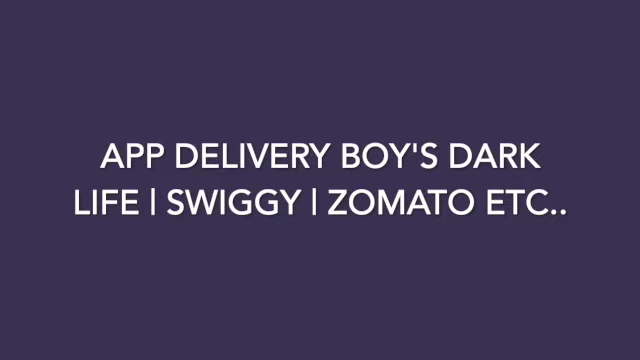 APP DELIVERY BOY'S DARK
LIFE | SWIGGY | ZOMATO ETC..